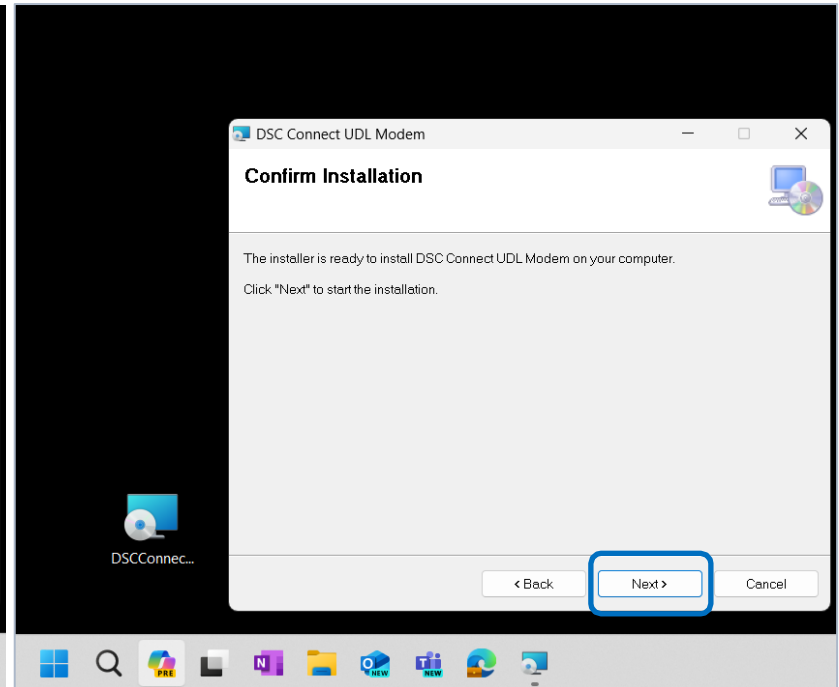 DSC Connect UDL Modem
Confirm Installation
The installer is ready to install DSC Connect UDL Modem on your computer.
Click "Next" to start the installation.
DSCConnec...
< Back
Next >
Cancel
PRE
N
NEW
NEW